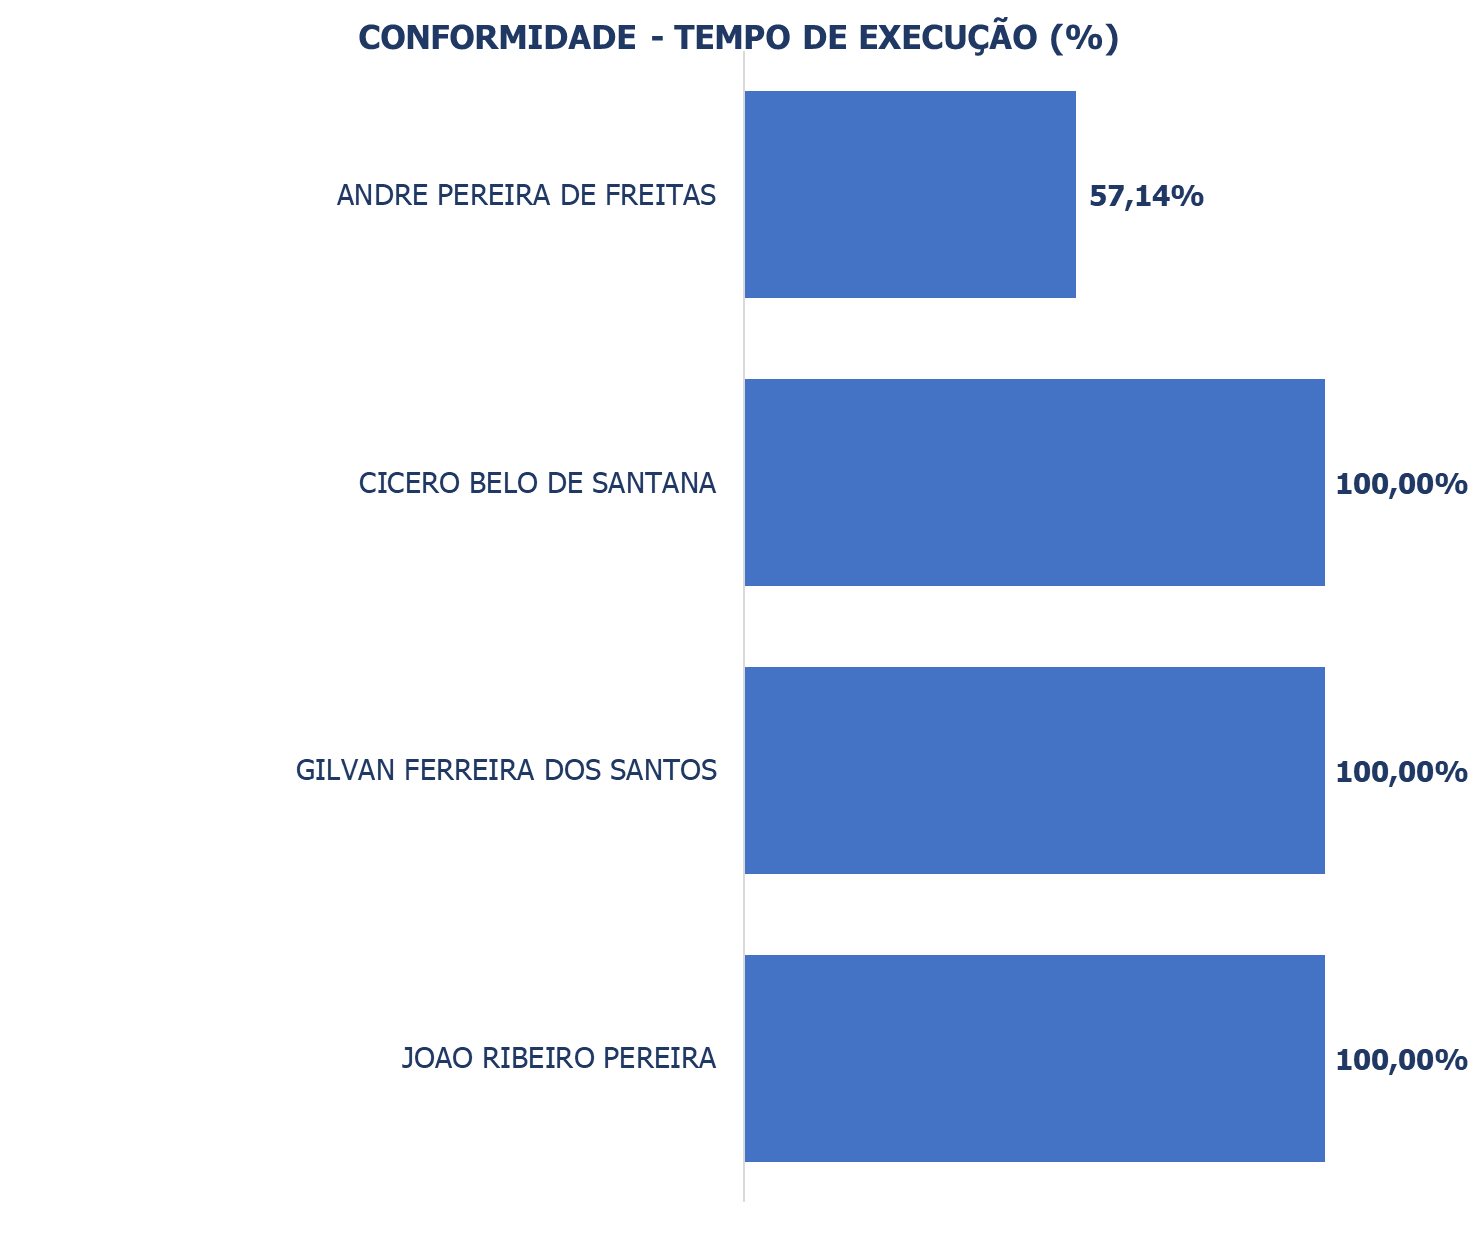 CONFORMIDADE - TEMPO DE EXECUÇÃO (%)
ANDRE PEREIRA DE FREITAS 57,14%
CICERO BELO DE SANTANA 100,00%
GILVAN FERREIRA DOS SANTOS 100,00%
JOAO RIBEIRO PEREIRA 100,00%